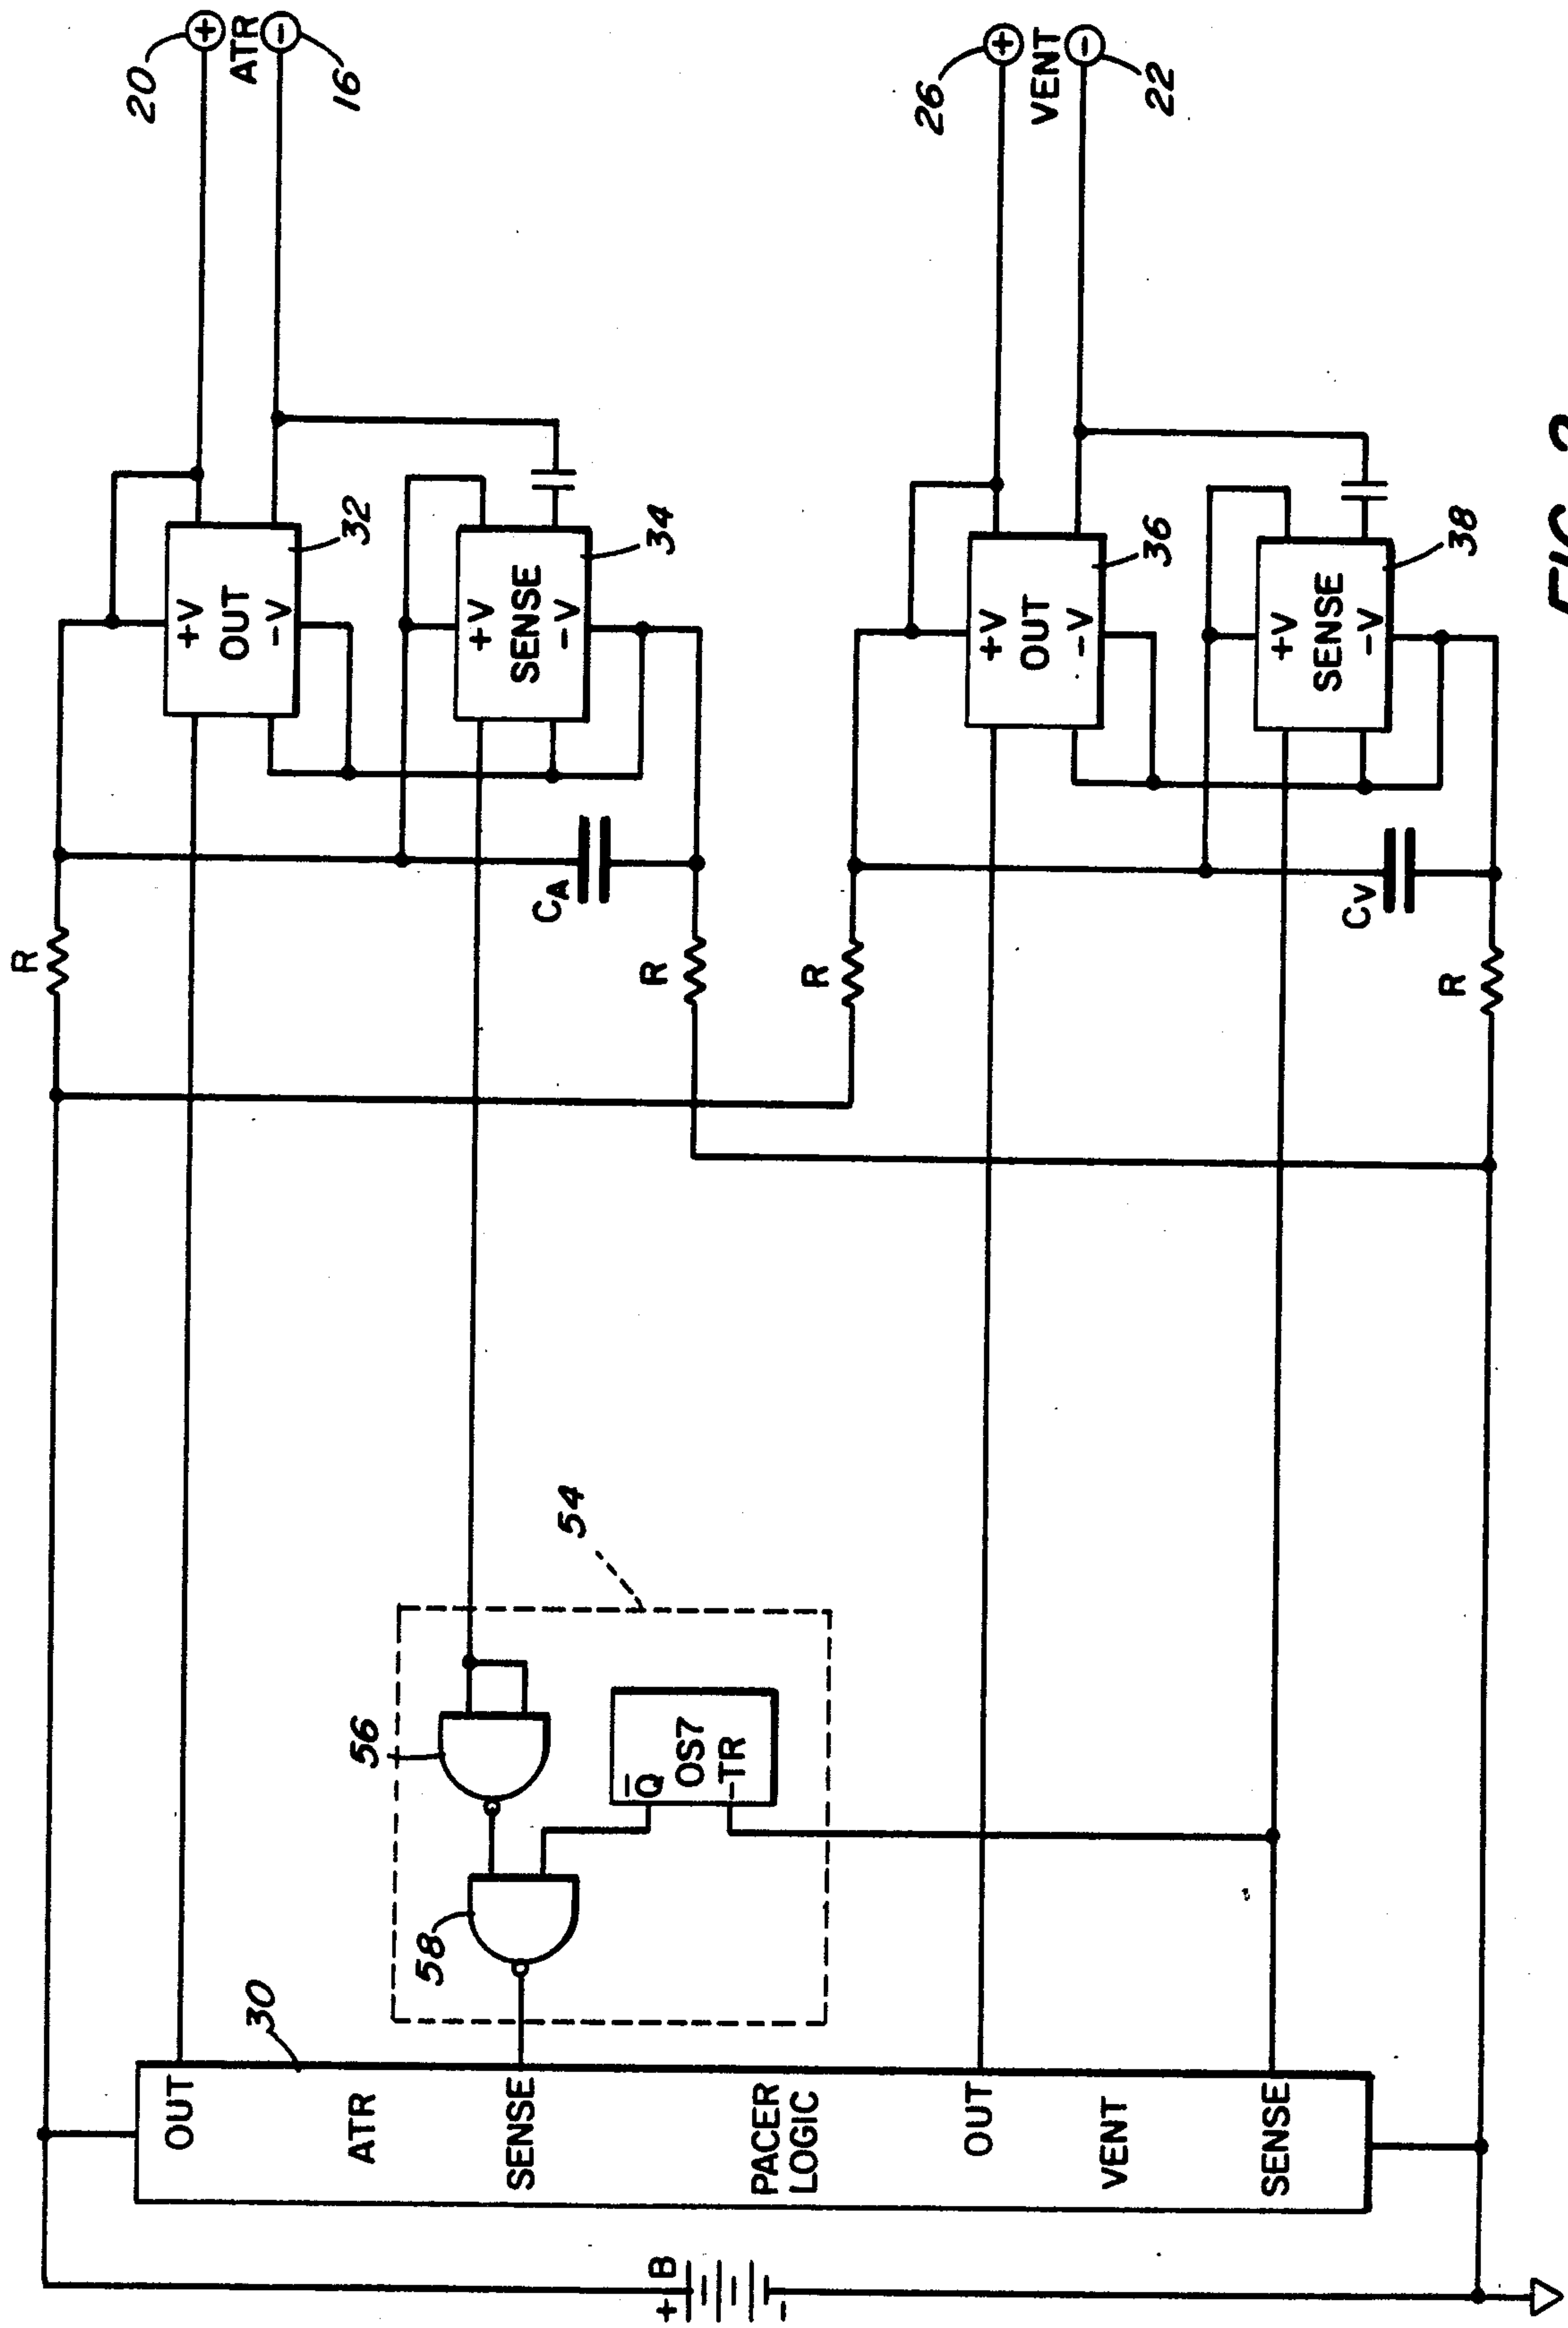 20
+
ATR
-
16
26
+
VENT
-
22
+V
OUT
-V
32
+V
SENSE
-V
34
+V
OUT
-V
36
+V
SENSE
-V
38
R
CA
R
R
CV
R
54
56
58
Q̅
OS7
-TR
30
OUT
ATR
SENSE
PACER
LOGIC
OUT
VENT
SENSE
+
B
-